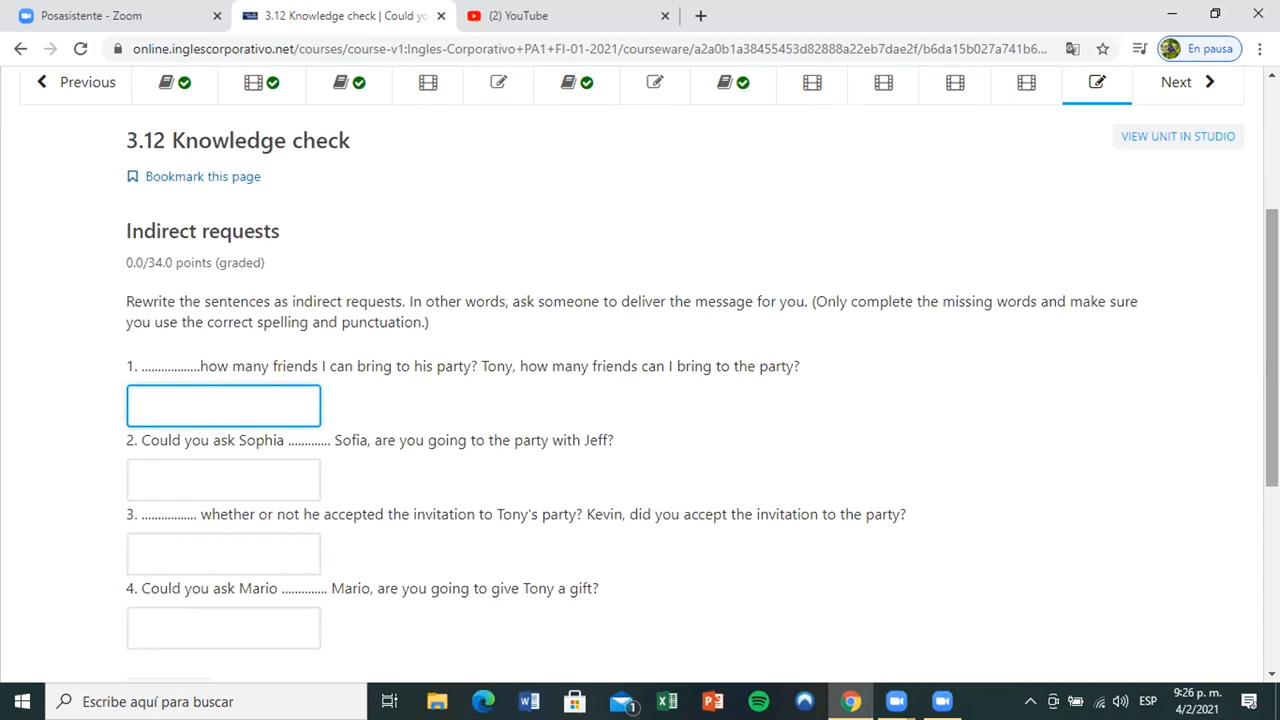 Posasistente - Zoom
3.12 Knowledge check | Could yo
(2) YouTube
online.inglescorporativo.net/courses/course-v1:Ingles-Corporativo+PA1+FI-01-2021/courseware/a2a0b1a38455453d82888a22eb7dae2f/b6da15b027a741b6...
En pausa
Previous
Next
3.12 Knowledge check
VIEW UNIT IN STUDIO
Bookmark this page
Indirect requests
0.0/34.0 points (graded)
Rewrite the sentences as indirect requests. In other words, ask someone to deliver the message for you. (Only complete the missing words and make sure
you use the correct spelling and punctuation.)
1. ..................how many friends I can bring to his party? Tony, how many friends can I bring to the party?
2. Could you ask Sophia ............. Sofia, are you going to the party with Jeff?
3. ................. whether or not he accepted the invitation to Tony's party? Kevin, did you accept the invitation to the party?
4. Could you ask Mario .............. Mario, are you going to give Tony a gift?
Escribe aquí para buscar
1
ESP
9:26 p. m.
4/2/2021